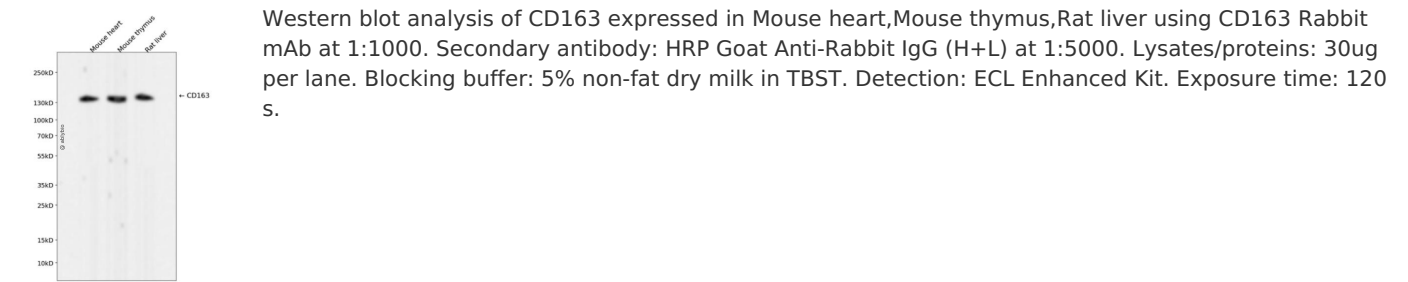 Mouse heart
Mouse thymus
Rat liver
250kD
130kD
100kD
70kD
55kD
35kD
25kD
15kD
10kD
← CD163
@ ablybio
Western blot analysis of CD163 expressed in Mouse heart,Mouse thymus,Rat liver using CD163 Rabbit
mAb at 1:1000. Secondary antibody: HRP Goat Anti-Rabbit IgG (H+L) at 1:5000. Lysates/proteins: 30ug
per lane. Blocking buffer: 5% non-fat dry milk in TBST. Detection: ECL Enhanced Kit. Exposure time: 120
s.